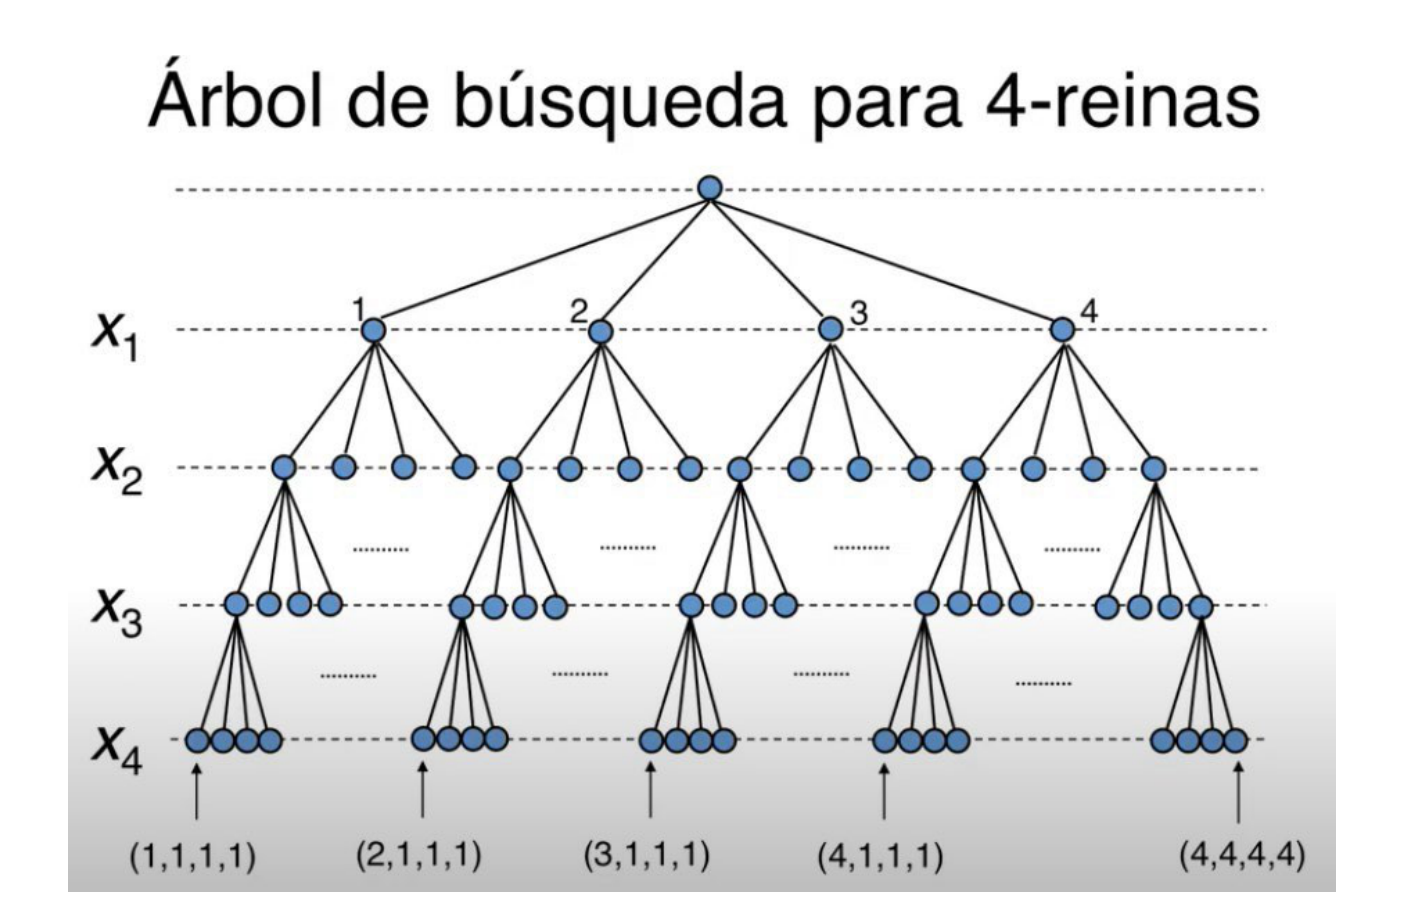 Árbol de búsqueda para 4-reinas
1 2 3 4
x1
x2
.......... .......... .......... ..........
x3
.......... .......... .......... ..........
x4
(1,1,1,1) (2,1,1,1) (3,1,1,1) (4,1,1,1) (4,4,4,4)